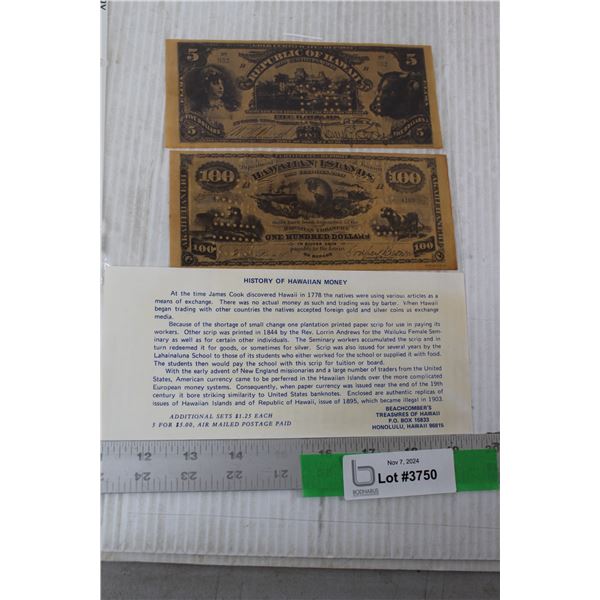 5
5
REPUBLIC OF HAWAII
FIVE DOLLARS
FIVE DOLLARS
5
5
100
HAWAIIAN ISLANDS
100
ONE HUNDRED DOLLARS
100
100
HISTORY OF HAWAIIAN MONEY
At the time James Cook discovered Hawaii in 1778 the natives were using various articles as
means of exchange. There was no actual money as such and trading was by barter. When Hawaii
began trading with other countries the natives accepted foreign gold and silver coins us exchange
media.
Because of the shortage of small change one plantation printed paper scrip for use in paying its
workers. Other scrip was printed in 1844 by the Rev. Lorrin Andrews for the Wailuku Female Sem-
inary as well as for certain other individuals. The Seminary workers accumulated the scrip and in
turn redeemed it for goods, or sometimes for silver. Scrip was also issued for several years by the
Lahainaluna School to those of its students who either worked for the school or supplied it with food.
The students then would pay the school with this scrip for tuition or board.
With the early advent of New England missionaries and a large number of traders from the United
States, American currency came to be preferred in the Hawaiian Islands over the more complicated
European money systems. Consequently, when paper currency was issued near the end of the 19th
century it bore striking similarity to United States banknotes. Enclosed are authentic replicas of
issues of Hawaiian Islands and of Republic of Hawaii, issue of 1895, which became illegal in 1903.
ADDITIONAL SETS $1.25 EACH
5 FOR $5.00, AIR MAILED POSTAGE PAID
BEACHCOMBER'S
TREASURES OF HAWAII
P.O. BOX 15833
HONOLULU, HAWAII 96815
12 13 14
24 23 22
Nov 7, 2024
Lot #3750
BODNARUS